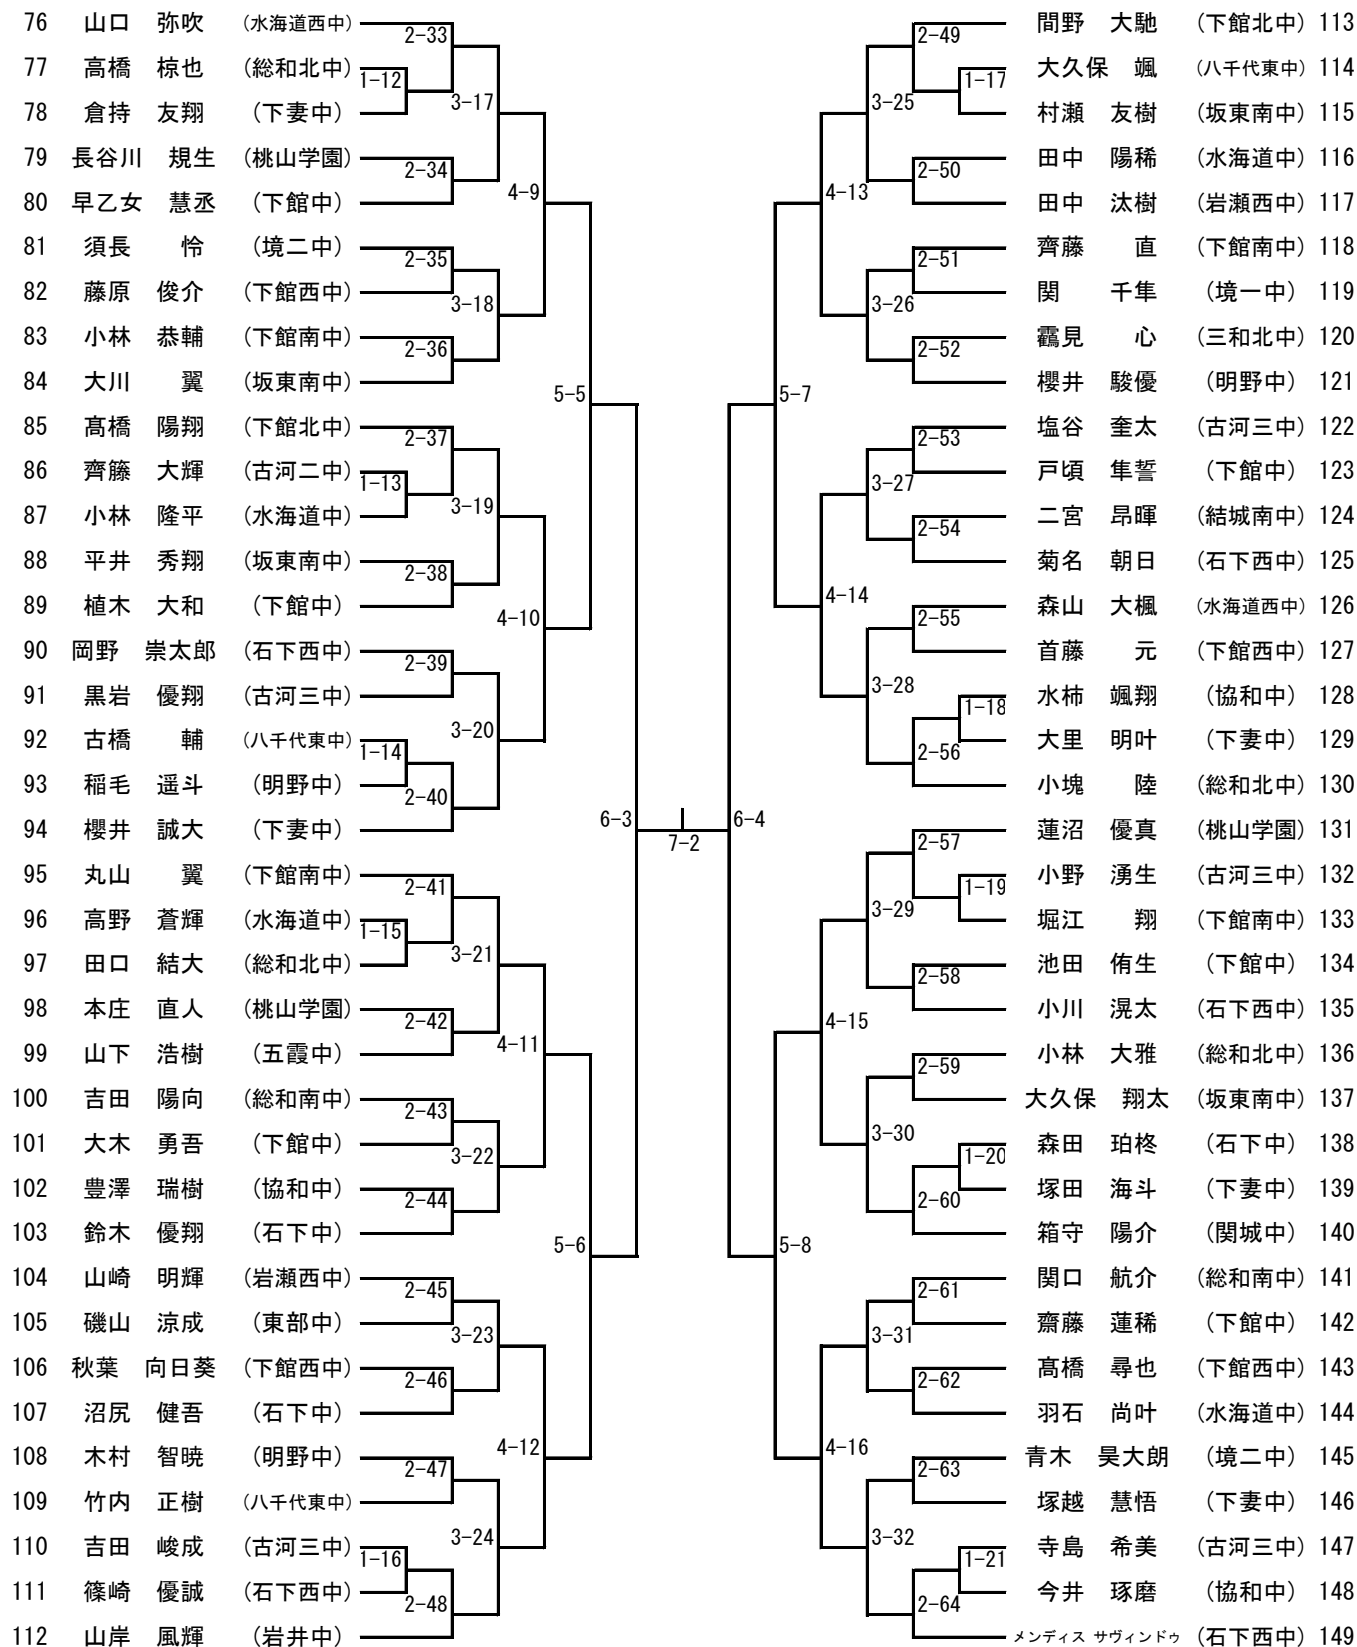 76 山口 弥吹 (水海道西中)
77 高橋 椋也 (総和北中)
78 倉持 友翔 (下妻中)
79 長谷川 規生 (桃山学園)
80 早乙女 慧丞 (下館中)
81 須長 怜 (境二中)
82 藤原 俊介 (下館西中)
83 小林 恭輔 (下館南中)
84 大川 翼 (坂東南中)
85 髙橋 陽翔 (下館北中)
86 齊籐 大輝 (古河二中)
87 小林 隆平 (水海道中)
88 平井 秀翔 (坂東南中)
89 植木 大和 (下館中)
90 岡野 崇太郎 (石下西中)
91 黒岩 優翔 (古河三中)
92 古橋 輔 (八千代東中)
93 稲毛 遥斗 (明野中)
94 櫻井 誠大 (下妻中)
95 丸山 翼 (下館南中)
96 高野 蒼輝 (水海道中)
97 田口 結大 (総和北中)
98 本庄 直人 (桃山学園)
99 山下 浩樹 (五霞中)
100 吉田 陽向 (総和南中)
101 大木 勇吾 (下館中)
102 豊澤 瑞樹 (協和中)
103 鈴木 優翔 (石下中)
104 山崎 明輝 (岩瀬西中)
105 磯山 涼成 (東部中)
106 秋葉 向日葵 (下館西中)
107 沼尻 健吾 (石下中)
108 木村 智暁 (明野中)
109 竹内 正樹 (八千代東中)
110 吉田 峻成 (古河三中)
111 篠崎 優誠 (石下西中)
112 山岸 風輝 (岩井中)
1-12
1-13
1-14
1-15
1-16
2-33
2-34
2-35
2-36
2-37
2-38
2-39
2-40
2-41
2-42
2-43
2-44
2-45
2-46
2-47
2-48
3-17
3-18
3-19
3-20
3-21
3-22
3-23
3-24
4-9
4-10
4-11
4-12
5-5
5-6
6-3
7-2
6-4
5-7
5-8
4-13
4-14
4-15
4-16
3-25
3-26
3-27
3-28
3-29
3-30
3-31
3-32
2-49
2-50
2-51
2-52
2-53
2-54
2-55
2-56
2-57
2-58
2-59
2-60
2-61
2-62
2-63
2-64
1-17
1-18
1-19
1-20
1-21
間野 大馳 (下館北中) 113
大久保 颯 (八千代東中) 114
村瀬 友樹 (坂東南中) 115
田中 陽稀 (水海道中) 116
田中 汰樹 (岩瀬西中) 117
齊藤 直 (下館南中) 118
関 千隼 (境一中) 119
靏見 心 (三和北中) 120
櫻井 駿優 (明野中) 121
塩谷 奎太 (古河三中) 122
戸頃 隼誓 (下館中) 123
二宮 昂暉 (結城南中) 124
菊名 朝日 (石下西中) 125
森山 大楓 (水海道西中) 126
首藤 元 (下館西中) 127
水柿 颯翔 (協和中) 128
大里 明叶 (下妻中) 129
小塊 陸 (総和北中) 130
蓮沼 優真 (桃山学園) 131
小野 湧生 (古河三中) 132
堀江 翔 (下館南中) 133
池田 侑生 (下館中) 134
小川 滉太 (石下西中) 135
小林 大雅 (総和北中) 136
大久保 翔太 (坂東南中) 137
森田 珀柊 (石下中) 138
塚田 海斗 (下妻中) 139
箱守 陽介 (関城中) 140
関口 航介 (総和南中) 141
齋藤 蓮稀 (下館中) 142
髙橋 尋也 (下館西中) 143
羽石 尚叶 (水海道中) 144
青木 昊大朗 (境二中) 145
塚越 慧悟 (下妻中) 146
寺島 希美 (古河三中) 147
今井 琢磨 (協和中) 148
メンディス サヴィンドゥ (石下西中) 149